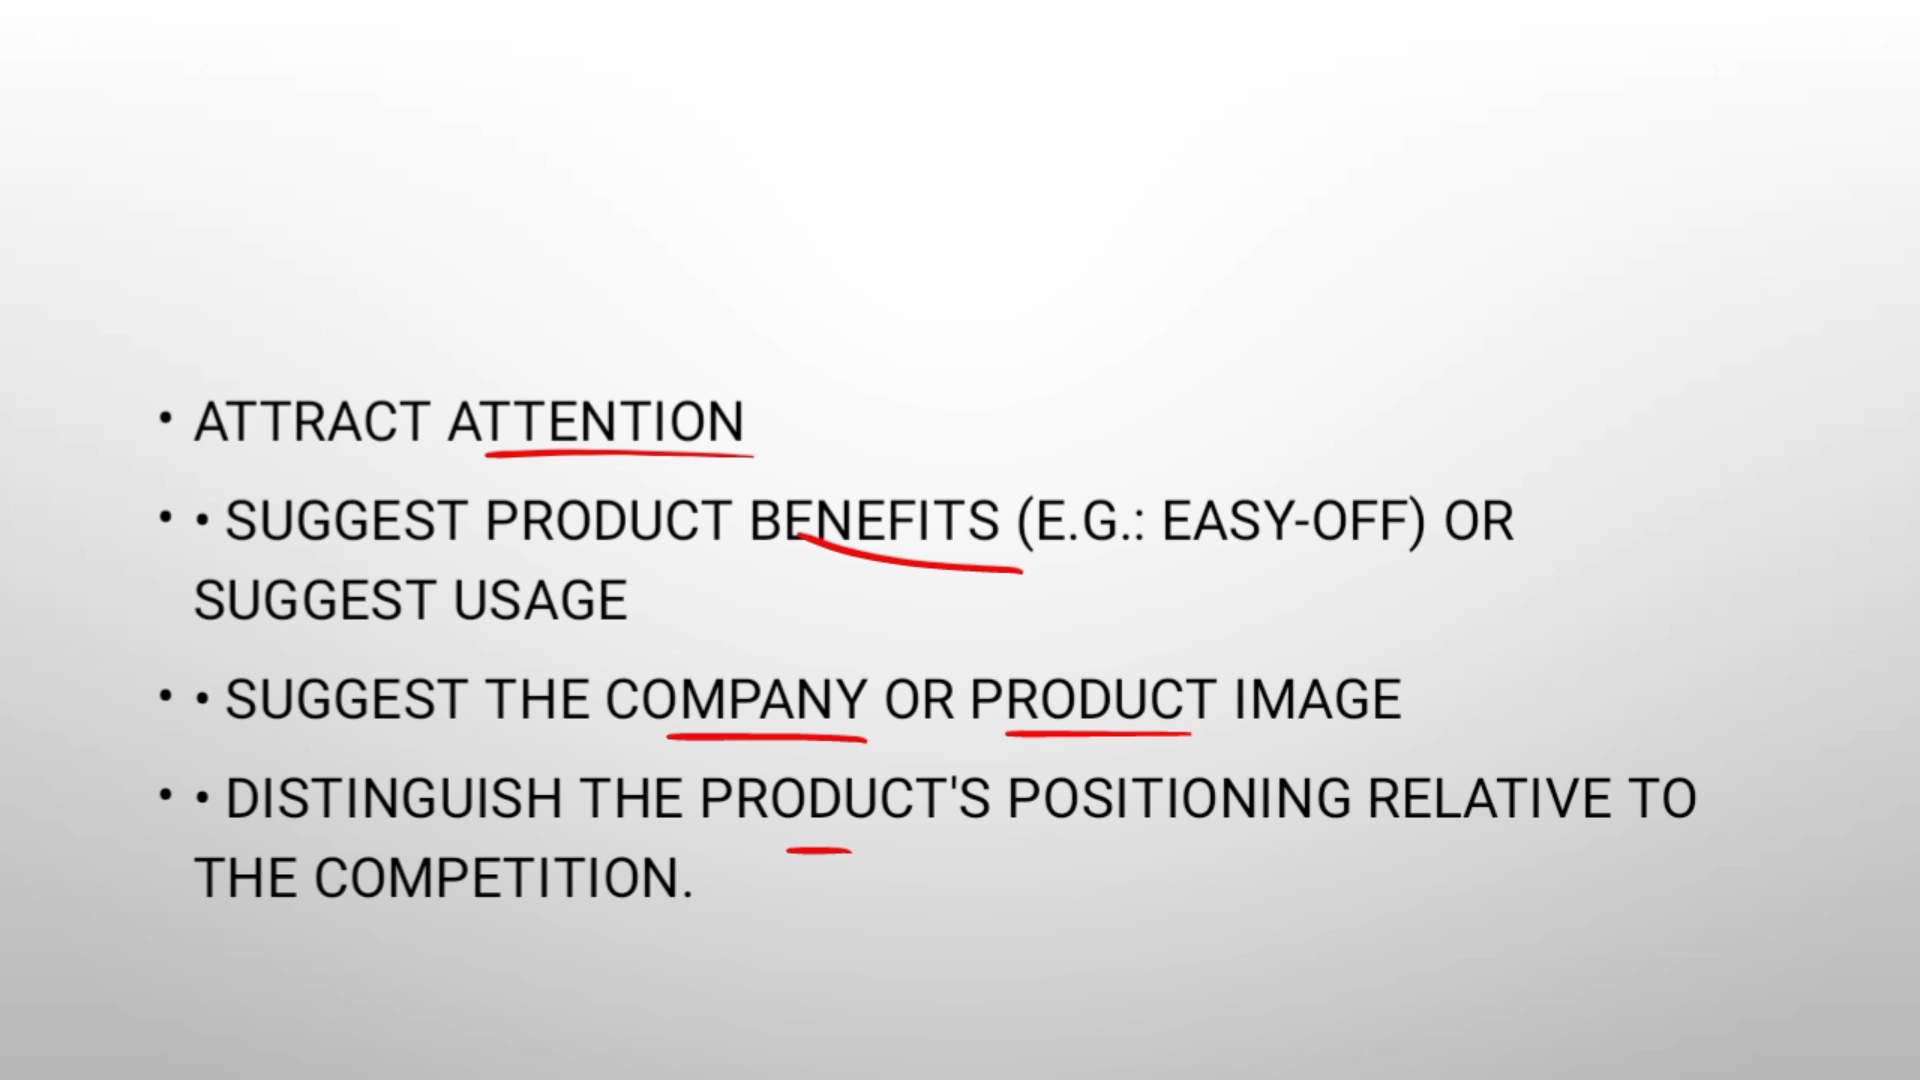 • ATTRACT ATTENTION
• • SUGGEST PRODUCT BENEFITS (E.G.: EASY-OFF) OR
SUGGEST USAGE
• • SUGGEST THE COMPANY OR PRODUCT IMAGE
• • DISTINGUISH THE PRODUCT'S POSITIONING RELATIVE TO
THE COMPETITION.